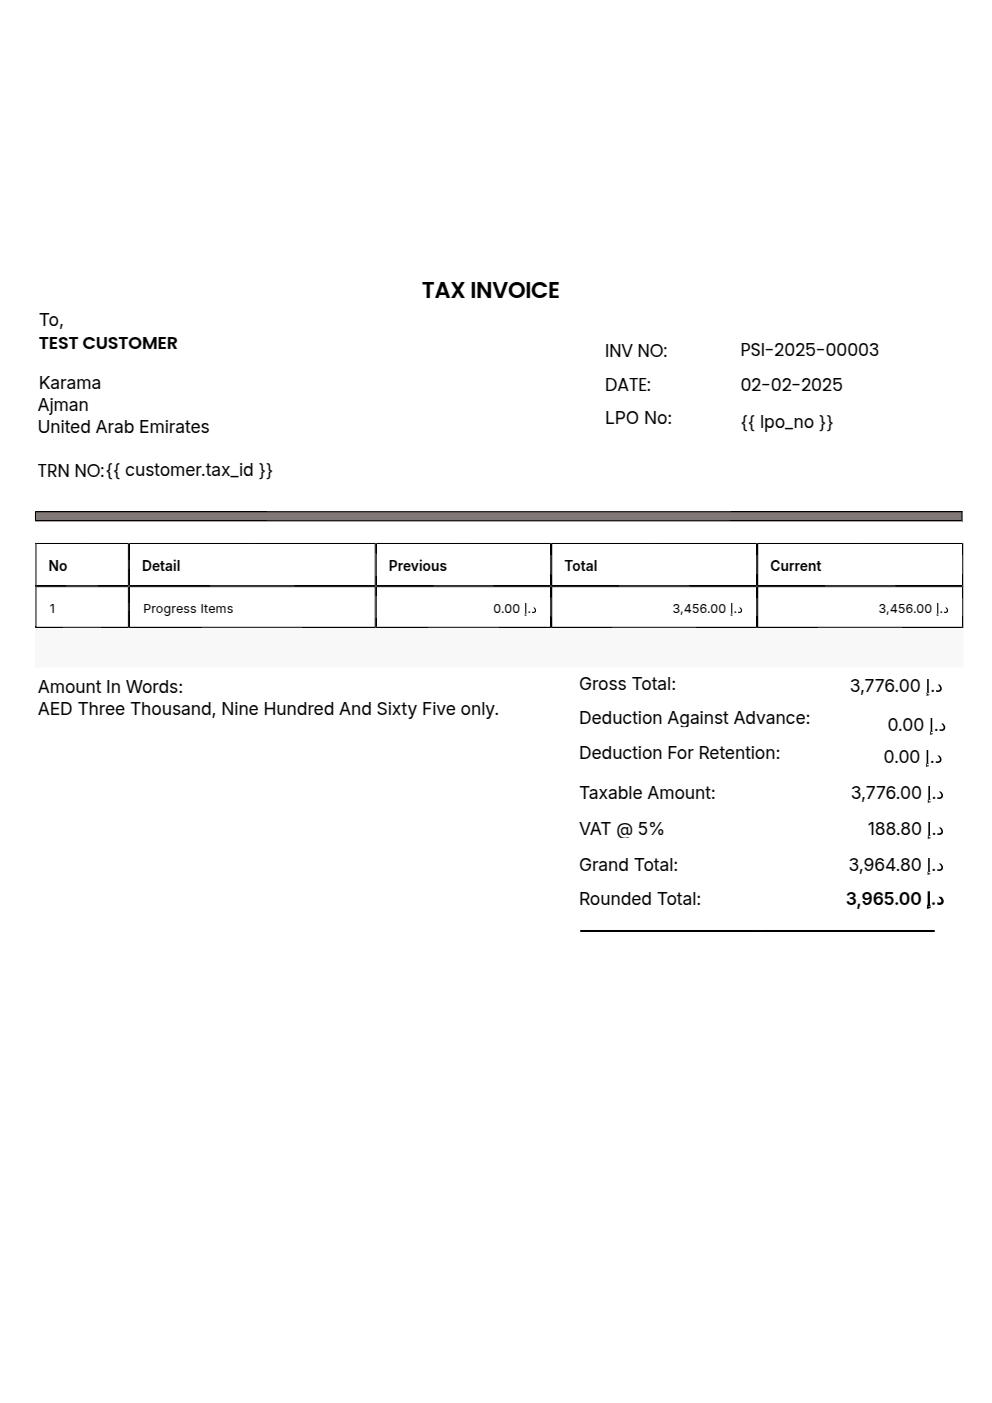 TAX INVOICE
To,
TEST CUSTOMER
Karama
Ajman
United Arab Emirates
TRN NO:{{ customer.tax_id }}
INV NO: PSI-2025-00003
DATE: 02-02-2025
LPO No: {{ lpo_no }}
No Detail Previous Total Current
1 Progress Items 0.00 د.إ 3,456.00 د.إ 3,456.00 د.إ
Amount In Words:
AED Three Thousand, Nine Hundred And Sixty Five only.
Gross Total: 3,776.00 د.إ
Deduction Against Advance: 0.00 د.إ
Deduction For Retention: 0.00 د.إ
Taxable Amount: 3,776.00 د.إ
VAT @ 5% 188.80 د.إ
Grand Total: 3,964.80 د.إ
Rounded Total: 3,965.00 د.إ